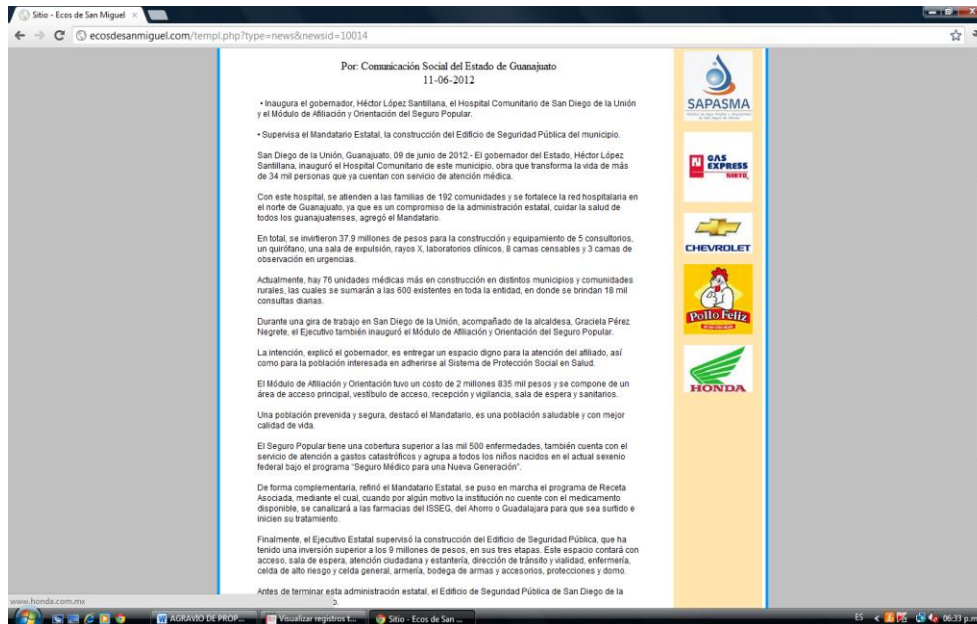 Sitio - Ecos de San Miguel
ecosdesanmiguel.com/templ.php?type=news&newsid=10014
Por: Comunicación Social del Estado de Guanajuato
11-06-2012
• Inaugura el gobernador, Héctor López Santillana, el Hospital Comunitario de San Diego de la Unión
y el Módulo de Afiliación y Orientación del Seguro Popular.
• Supervisa el Mandatario Estatal, la construcción del Edificio de Seguridad Pública del municipio.
San Diego de la Unión, Guanajuato, 09 de junio de 2012.- El gobernador del Estado, Héctor López
Santillana, inauguró el Hospital Comunitario de este municipio, obra que transforma la vida de más
de 34 mil personas que ya cuentan con servicio de atención médica.
Con este hospital, se atienden a las familias de 192 comunidades y se fortalece la red hospitalaria en
el norte de Guanajuato, ya que es un compromiso de la administración estatal, cuidar la salud de
todos los guanajuatenses, agregó el Mandatario.
En total, se invirtieron 37.9 millones de pesos para la construcción y equipamiento de 5 consultorios,
un quirófano, una sala de expulsión, rayos X, laboratorios clínicos, 8 camas censables y 3 camas de
observación en urgencias.
Actualmente, hay 76 unidades médicas más en construcción en distintos municipios y comunidades
rurales, las cuales se sumarán a las 600 existentes en toda la entidad, en donde se brindan 18 mil
consultas diarias.
Durante una gira de trabajo en San Diego de la Unión, acompañado de la alcaldesa, Graciela Pérez
Negrete, el Ejecutivo también inauguró el Módulo de Afiliación y Orientación del Seguro Popular.
La intención, explicó el gobernador, es entregar un espacio digno para la atención del afiliado, así
como para la población interesada en adherirse al Sistema de Protección Social en Salud.
El Módulo de Afiliación y Orientación tuvo un costo de 2 millones 835 mil pesos y se compone de un
área de acceso principal, vestíbulo de acceso, recepción y vigilancia, sala de espera y sanitarios.
Una población prevenida y segura, destacó el Mandatario, es una población saludable y con mejor
calidad de vida.
El Seguro Popular tiene una cobertura superior a las mil 500 enfermedades, también cuenta con el
servicio de atención a gastos catastróficos y agrupa a todos los niños nacidos en el actual sexenio
federal bajo el programa "Seguro Médico para una Nueva Generación".
De forma complementaria, refirió el Mandatario Estatal, se puso en marcha el programa de Receta
Asociada, mediante el cual, cuando por algún motivo la institución no cuente con el medicamento
disponible, se canalizará a las farmacias del ISSEG, del Ahorro o Guadalajara para que sea surtido e
inicien su tratamiento.
Finalmente, el Ejecutivo Estatal supervisó la construcción del Edificio de Seguridad Pública, que ha
tenido una inversión superior a los 9 millones de pesos, en sus tres etapas. Este espacio contará con
acceso, sala de espera, atención ciudadana y estantería, dirección de tránsito y vialidad, enfermería,
celda de alto riesgo y celda general, armería, bodega de armas y accesorios, protecciones y domo.
Antes de terminar esta administración estatal, el Edificio de Seguridad Pública de San Diego de la
SAPASMA
GAS
EXPRESS
NIETO
CHEVROLET
Pollo Feliz
HONDA
www.honda.com.mx
AGRAVIO DE PROP...
Visualizar registros t...
Sitio - Ecos de San ...
ES
06:33 p.m.